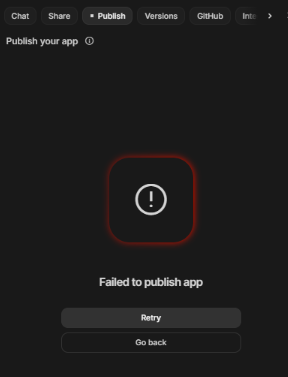 Chat Share Publish Versions GitHub
Publish your app
Failed to publish app
Retry
Go back